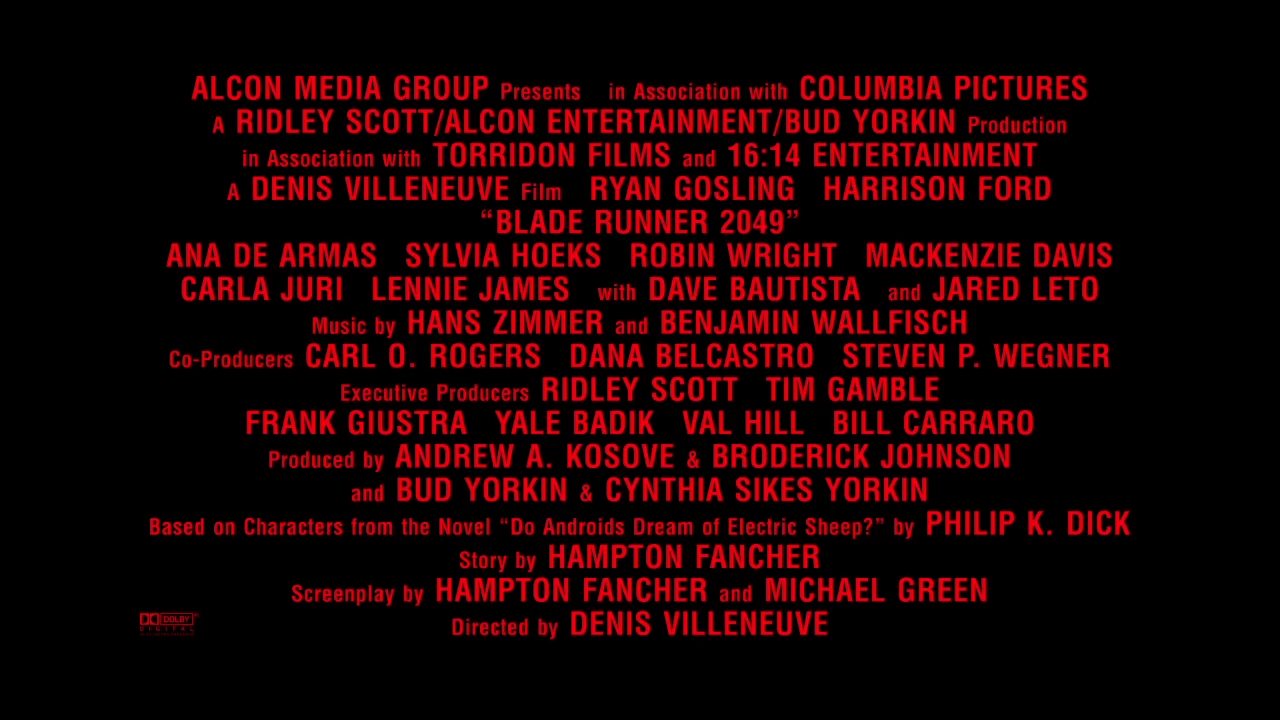 ALCON MEDIA GROUP Presents in Association with COLUMBIA PICTURES
A RIDLEY SCOTT/ALCON ENTERTAINMENT/BUD YORKIN Production
in Association with TORRIDON FILMS and 16:14 ENTERTAINMENT
A DENIS VILLENEUVE Film RYAN GOSLING HARRISON FORD
“BLADE RUNNER 2049”
ANA DE ARMAS SYLVIA HOEKS ROBIN WRIGHT MACKENZIE DAVIS
CARLA JURI LENNIE JAMES with DAVE BAUTISTA and JARED LETO
Music by HANS ZIMMER and BENJAMIN WALLFISCH
Co-Producers CARL O. ROGERS DANA BELCASTRO STEVEN P. WEGNER
Executive Producers RIDLEY SCOTT TIM GAMBLE
FRANK GIUSTRA YALE BADIK VAL HILL BILL CARRARO
Produced by ANDREW A. KOSOVE & BRODERICK JOHNSON
and BUD YORKIN & CYNTHIA SIKES YORKIN
Based on Characters from the Novel “Do Androids Dream of Electric Sheep?” by PHILIP K. DICK
Story by HAMPTON FANCHER
Screenplay by HAMPTON FANCHER and MICHAEL GREEN
Directed by DENIS VILLENEUVE
DOLBY
DIGITAL